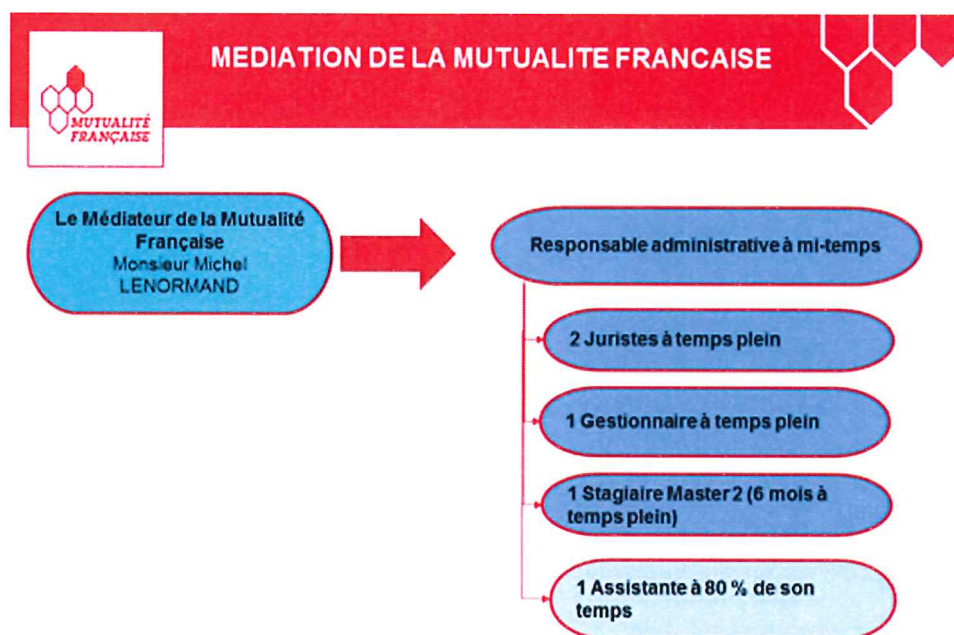 MEDIATION DE LA MUTUALITE FRANCAISE
MUTUALITÉ
FRANÇAISE
Le Médiateur de la Mutualité
Française
Monsieur Michel
LENORMAND
Responsable administrative à mi-temps
2 Juristes à temps plein
1 Gestionnaire à temps plein
1 Stagiaire Master 2 (6 mois à
temps plein)
1 Assistante à 80 % de son
temps